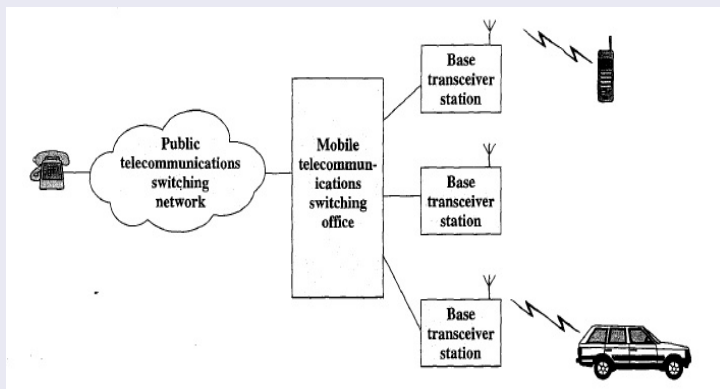 Public
telecommunications
switching
network
Mobile
telecommun-
ications
switching
office
Base
transceiver
station
Base
transceiver
station
Base
transceiver
station